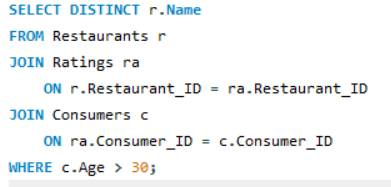 SELECT DISTINCT r.Name
FROM Restaurants r
JOIN Ratings ra
    ON r.Restaurant_ID = ra.Restaurant_ID
JOIN Consumers c
    ON ra.Consumer_ID = c.Consumer_ID
WHERE c.Age > 30;